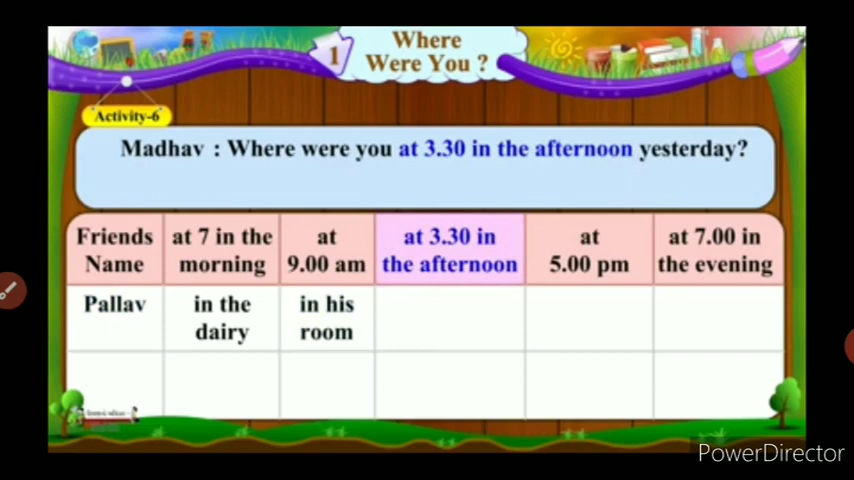 1
Where
Were You ?
Activity-6
Madhav : Where were you at 3.30 in the afternoon yesterday?
Friends Name
at 7 in the morning
at 9.00 am
at 3.30 in the afternoon
at 5.00 pm
at 7.00 in the evening
Pallav
in the dairy
in his room
PowerDirector